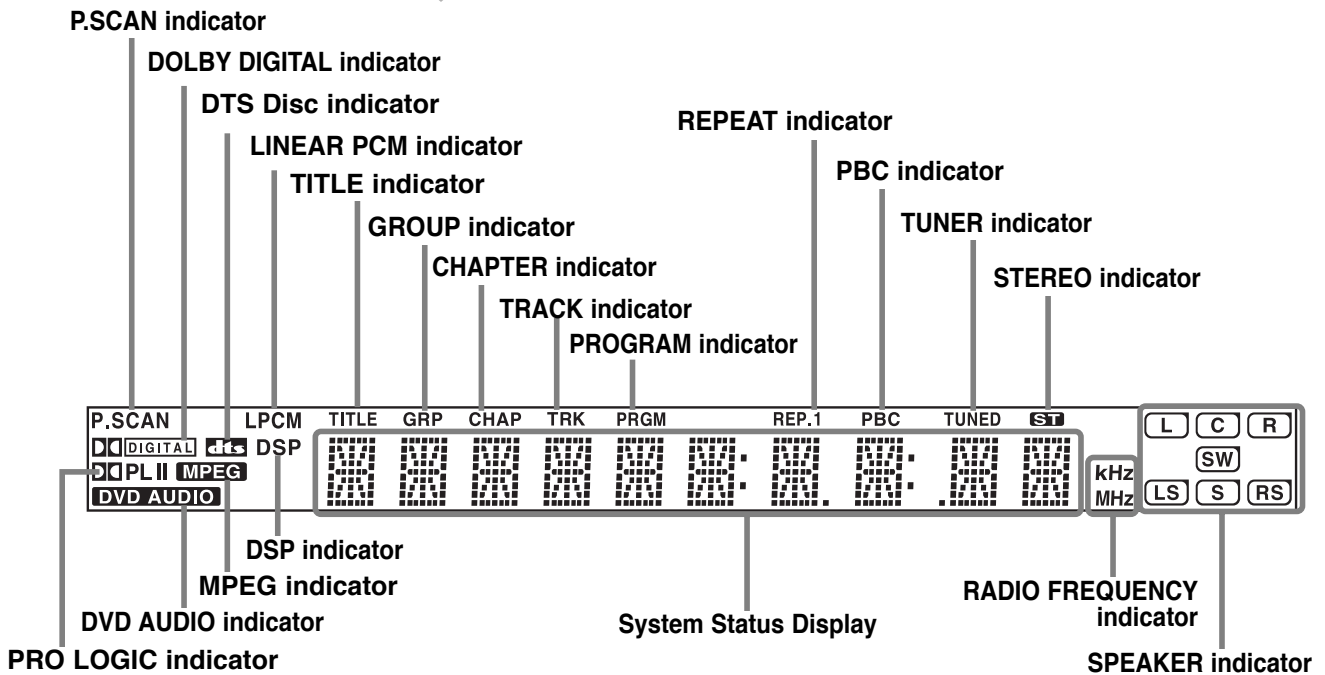 P.SCAN indicator
DOLBY DIGITAL indicator
DTS Disc indicator
LINEAR PCM indicator
TITLE indicator
GROUP indicator
CHAPTER indicator
TRACK indicator
PROGRAM indicator
REPEAT indicator
PBC indicator
TUNER indicator
STEREO indicator
P.SCAN LPCM TITLE GRP CHAP TRK PRGM REP.1 PBC TUNED ST
DIGITAL dts DSP
PL II MPEG
DVD AUDIO
kHz
MHz
L C R
SW
LS S RS
DSP indicator
MPEG indicator
DVD AUDIO indicator
PRO LOGIC indicator
System Status Display
RADIO FREQUENCY
indicator
SPEAKER indicator